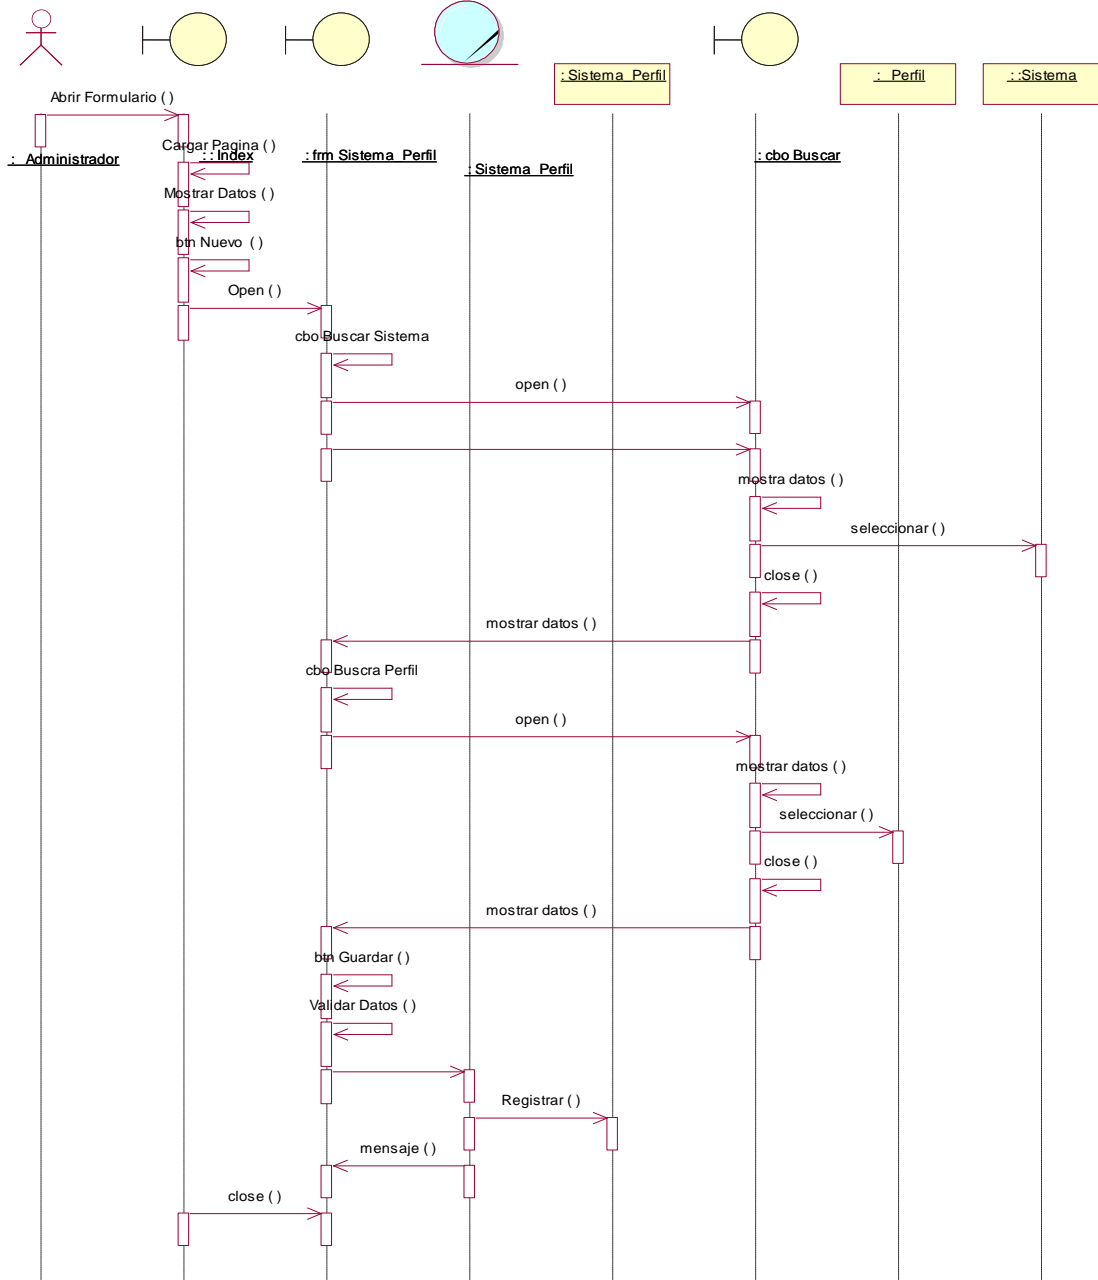 : Sistema_Perfil
: Perfil
: :Sistema
Abrir Formulario ( )
Cargar Pagina ( )
: Administrador
: : Index
: frm Sistema_Perfil
: Sistema_Perfil
: cbo Buscar
Mostrar Datos ( )
btn Nuevo ( )
Open ( )
cbo Buscar Sistema
open ( )
mostra datos ( )
seleccionar ( )
close ( )
mostrar datos ( )
cbo Buscra Perfil
open ( )
mostrar datos ( )
seleccionar ( )
close ( )
mostrar datos ( )
btn Guardar ( )
Validar Datos ( )
Registrar ( )
mensaje ( )
close ( )